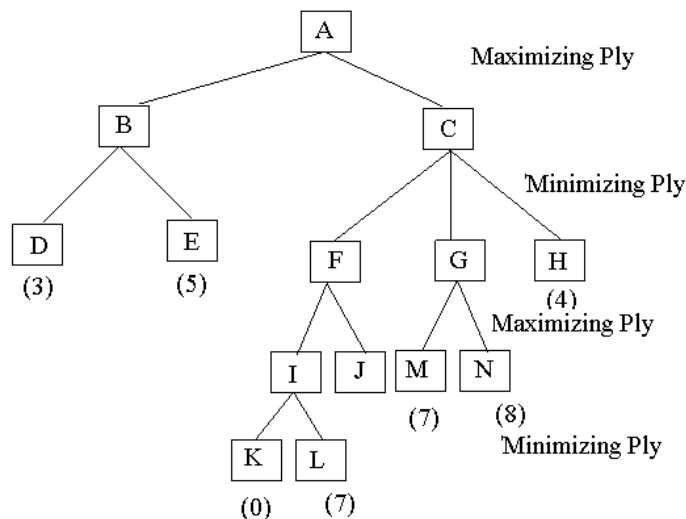 A
Maximizing Ply
B
C
'Minimizing Ply
D
E
F
G
H
(3)
(5)
(4)
Maximizing Ply
I
J
M
N
(7)
(8)
'Minimizing Ply
K
L
(0)
(7)